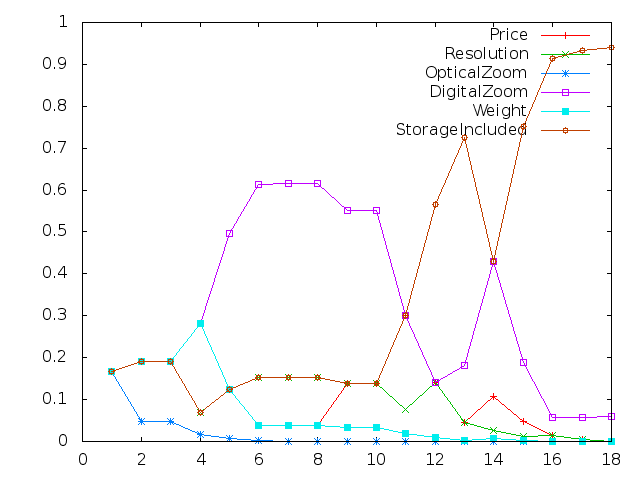 1
Price
Resolution
0.9
OpticalZoom
DigitalZoom
0.8
Weight
StorageIncluded
0.7
0.6
0.5
0.4
0.3
0.2
0.1
0
0 2 4 6 8 10 12 14 16 18